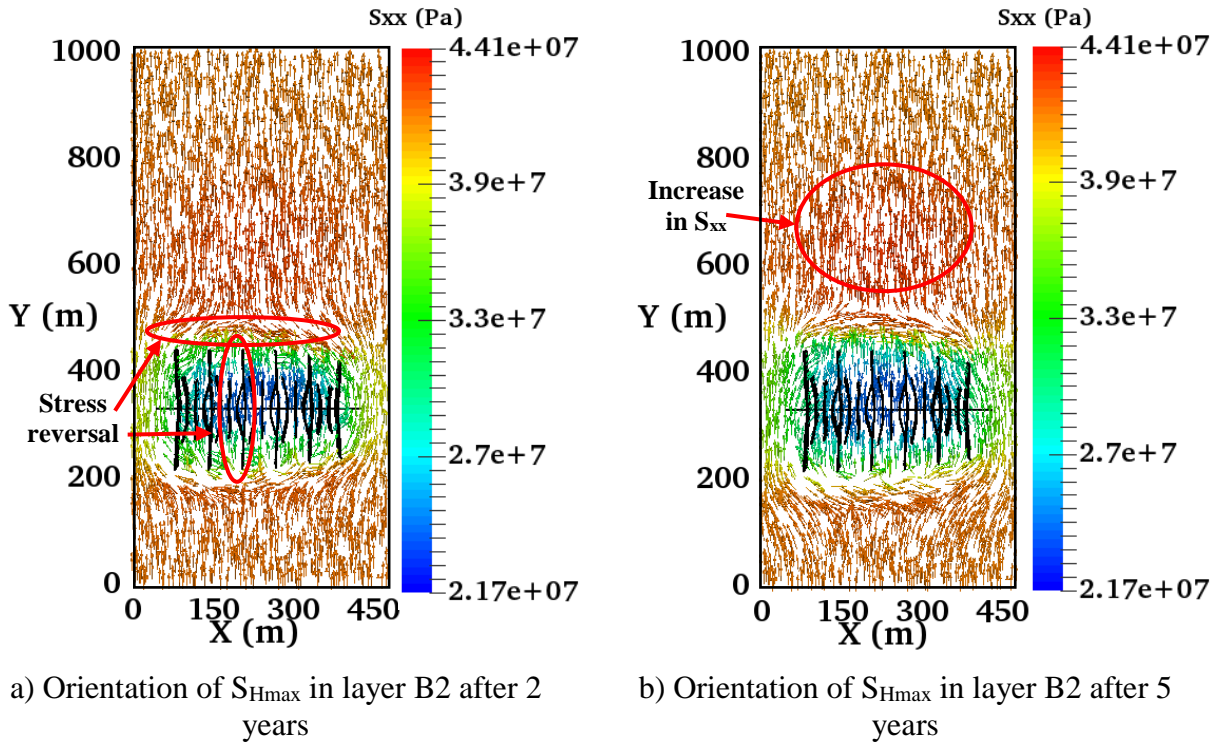 Sxx (Pa)
1000
800
600
Y (m)
400
200
0
0 150 300 450
X (m)
4.41e+07
3.9e+7
3.3e+7
2.7e+7
2.17e+07
Stress
reversal
a) Orientation of SHmax in layer B2 after 2
years
Sxx (Pa)
1000
800
600
Y (m)
400
200
0
0 150 300 450
X (m)
4.41e+07
3.9e+7
3.3e+7
2.7e+7
2.17e+07
Increase
in Sxx
b) Orientation of SHmax in layer B2 after 5
years